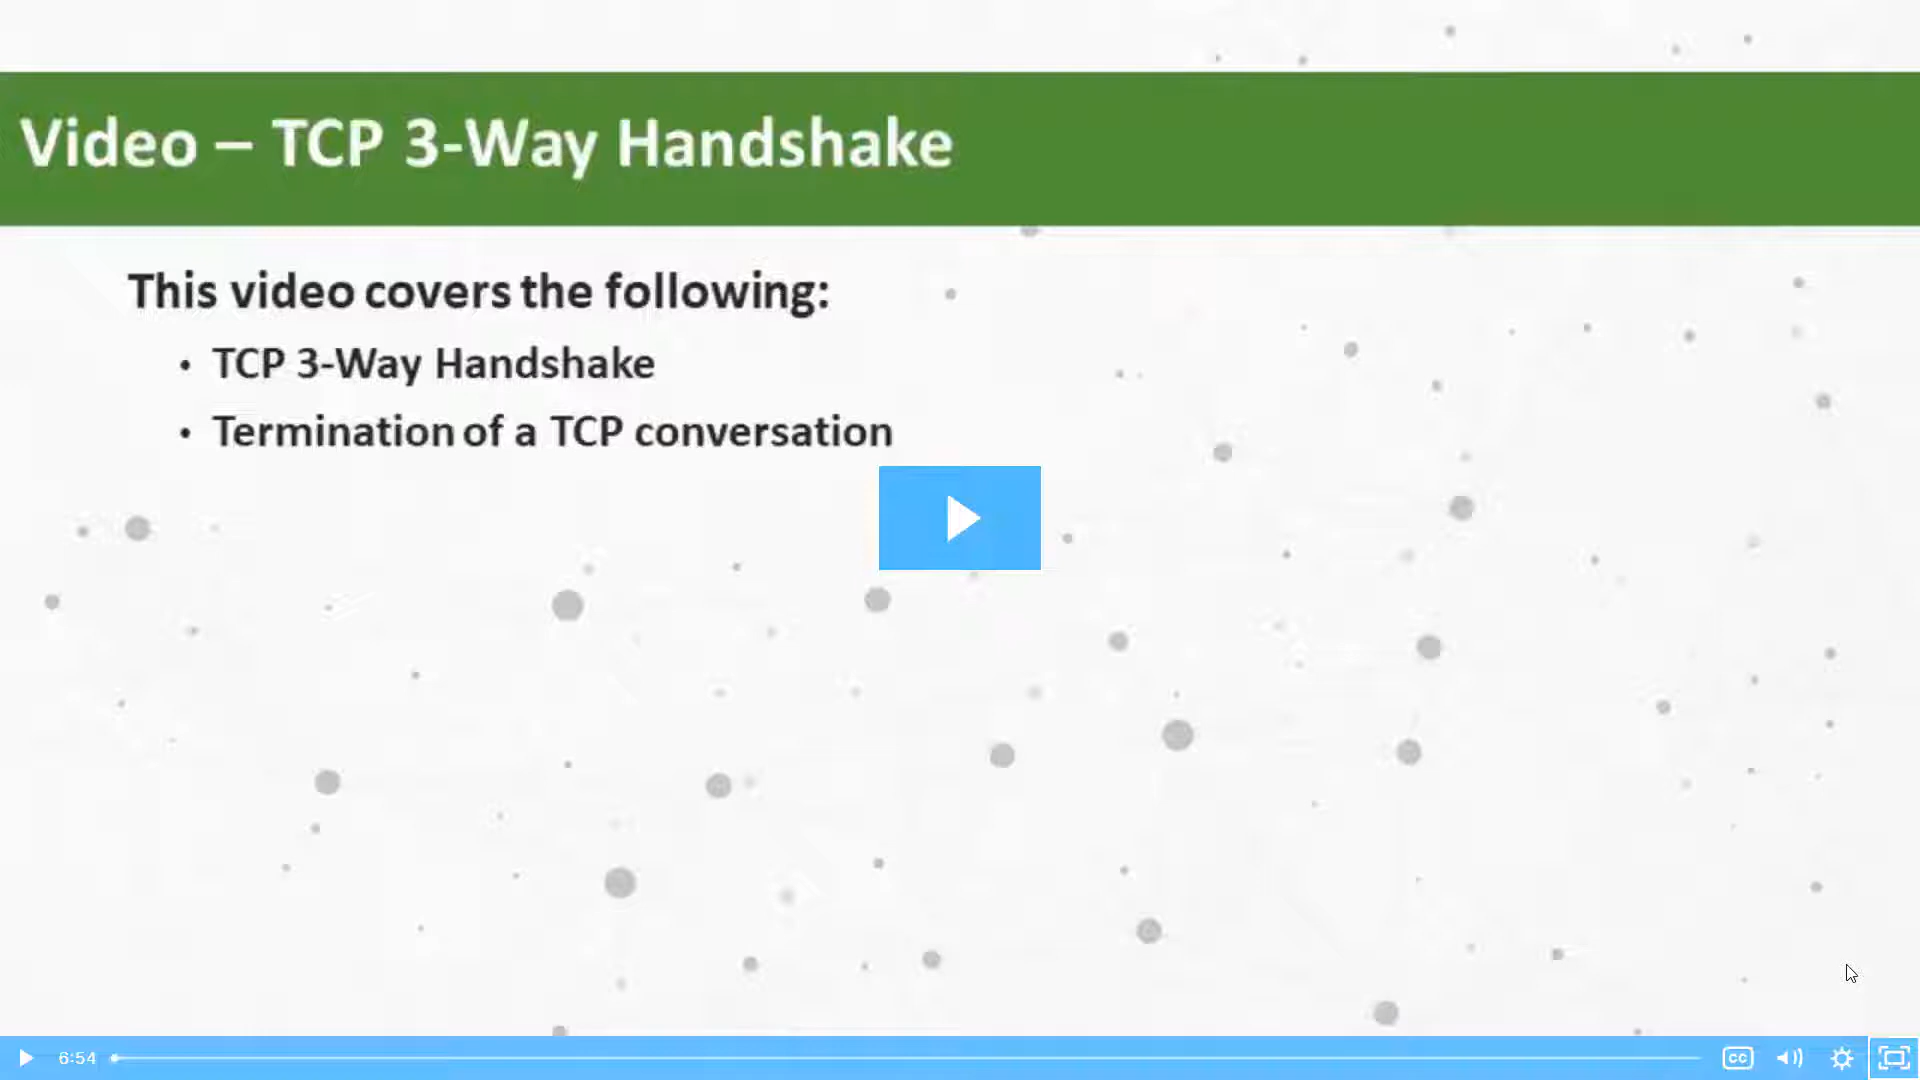 Video – TCP 3-Way Handshake
This video covers the following:
• TCP 3-Way Handshake
• Termination of a TCP conversation
6:54
CC